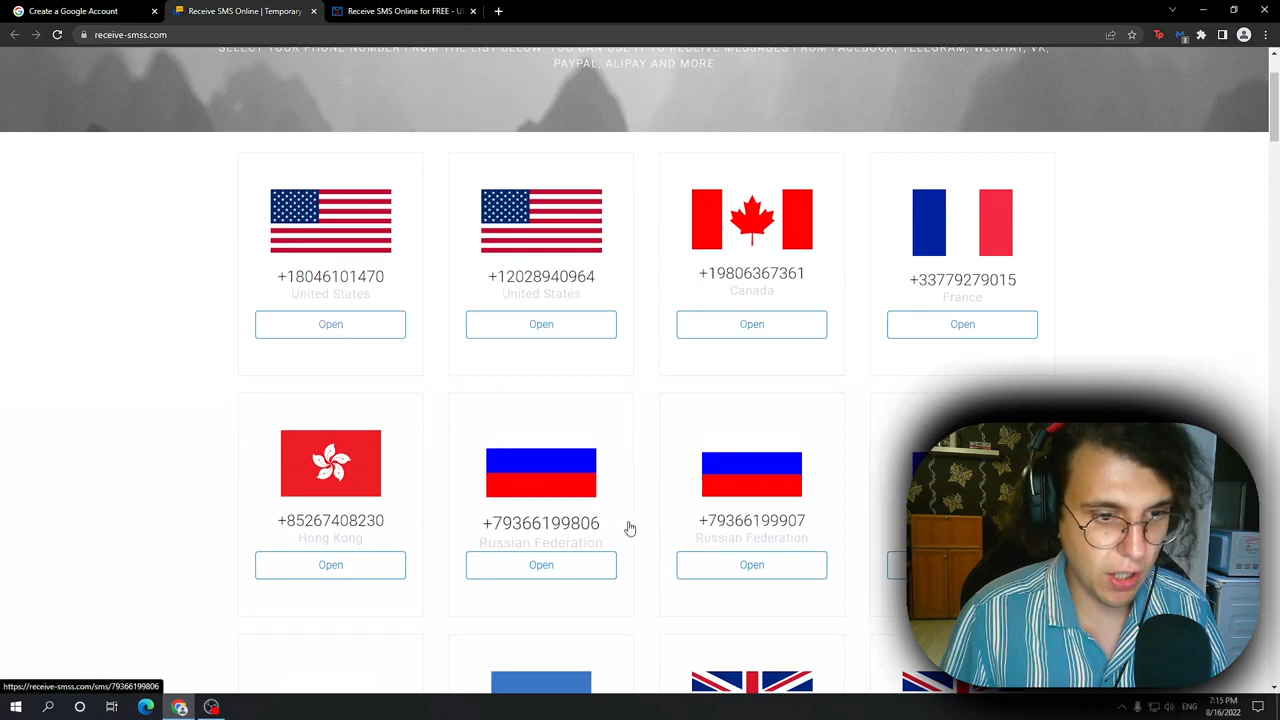 Create a Google Account
Receive SMS Online | Temporary
Receive SMS Online for FREE - U
receive-smss.com
SELECT YOUR PHONE NUMBER FROM THE LIST BELOW. YOU CAN USE IT TO RECEIVE MESSAGES FROM FACEBOOK, TELEGRAM, WECHAT, VK,
PAYPAL, ALIPAY AND MORE
+18046101470
United States
Open
+12028940964
United States
Open
+19806367361
Canada
Open
+33779279015
France
Open
+85267408230
Hong Kong
Open
+79366199806
Russian Federation
Open
+79366199907
Russian Federation
Open
https://receive-smss.com/sms/79366199806
ENG
7:15 PM
8/16/2022